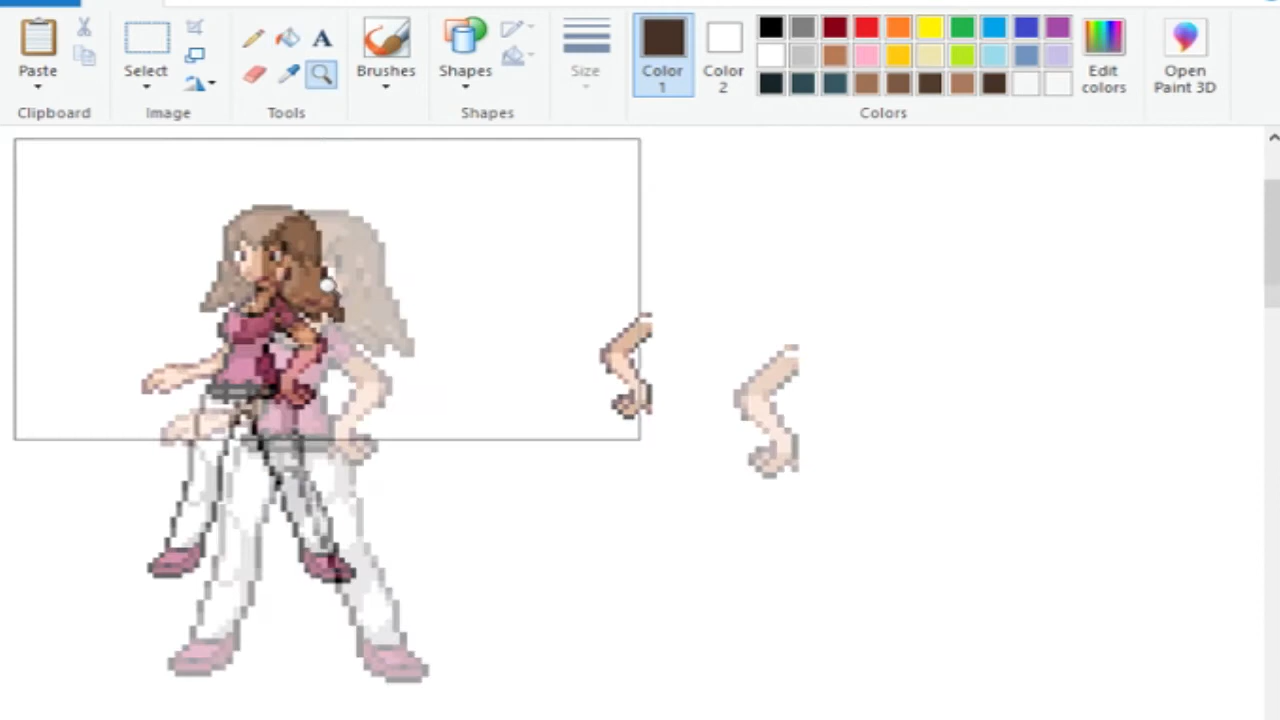 Paste
Select
A
Brushes
Shapes
Size
Color
1
Color
2
Edit
colors
Open
Paint 3D
Clipboard
Image
Tools
Shapes
Colors